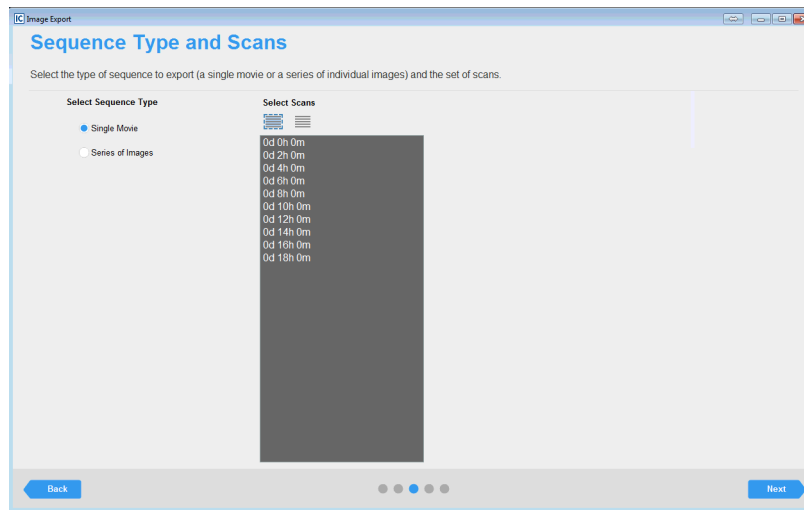 IC Image Export
Sequence Type and Scans
Select the type of sequence to export (a single movie or a series of individual images) and the set of scans.
Select Sequence Type
Single Movie
Series of Images
Select Scans
0d 0h 0m
0d 2h 0m
0d 4h 0m
0d 6h 0m
0d 8h 0m
0d 10h 0m
0d 12h 0m
0d 14h 0m
0d 16h 0m
0d 18h 0m
Back
Next